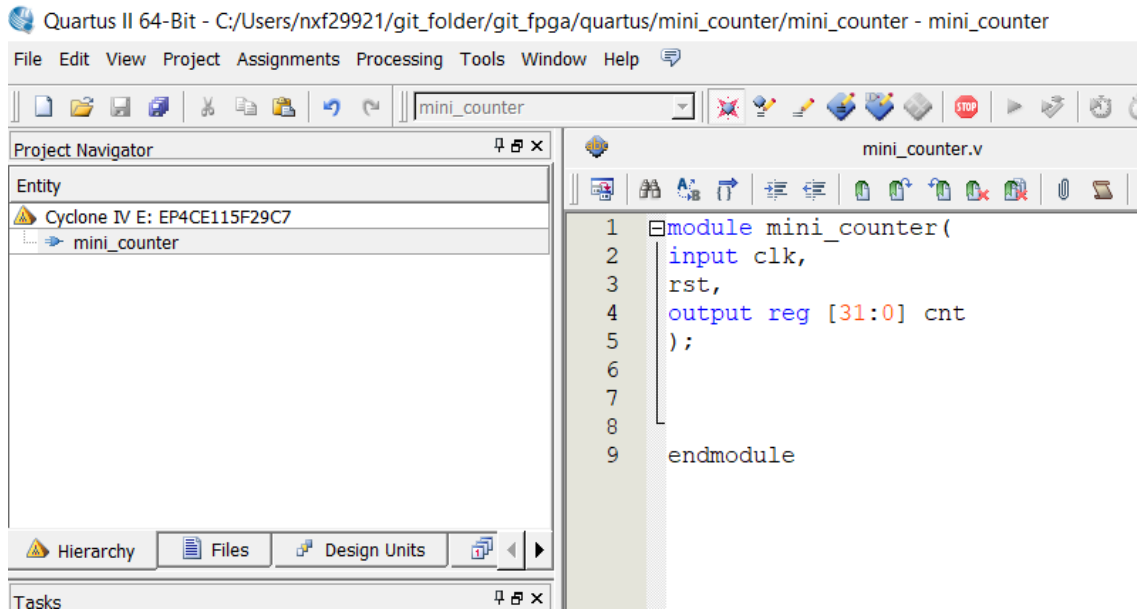 Quartus II 64-Bit - C:/Users/nxf29921/git_folder/git_fpga/quartus/mini_counter/mini_counter - mini_counter
File Edit View Project Assignments Processing Tools Window Help
mini_counter
STOP
Project Navigator
mini_counter.v
Entity
Cyclone IV E: EP4CE115F29C7
mini_counter
1 module mini_counter(
2 input clk,
3 rst,
4 output reg [31:0] cnt
5 );
6
7
8
9 endmodule
Hierarchy Files Design Units
Tasks